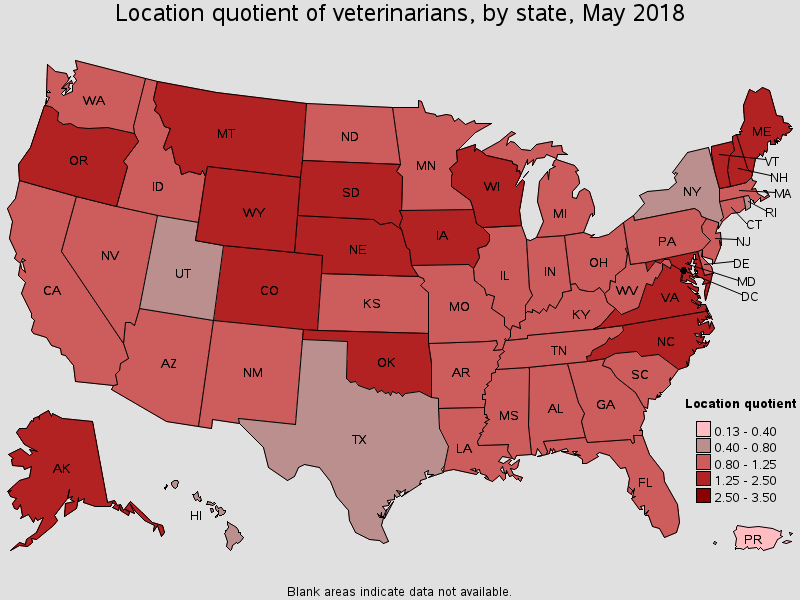 Location quotient of veterinarians, by state, May 2018
WA
MT
ND
MN
OR
ID
WY
SD
WI
MI
ME
VT
NH
MA
RI
CT
NY
NV
UT
CO
NE
IA
IL
IN
OH
PA
NJ
DE
MD
DC
CA
KS
MO
KY
WV
VA
AZ
NM
OK
AR
TN
NC
SC
TX
LA
MS
AL
GA
FL
AK
HI
PR
Location quotient
0.13 - 0.40
0.40 - 0.80
0.80 - 1.25
1.25 - 2.50
2.50 - 3.50
Blank areas indicate data not available.